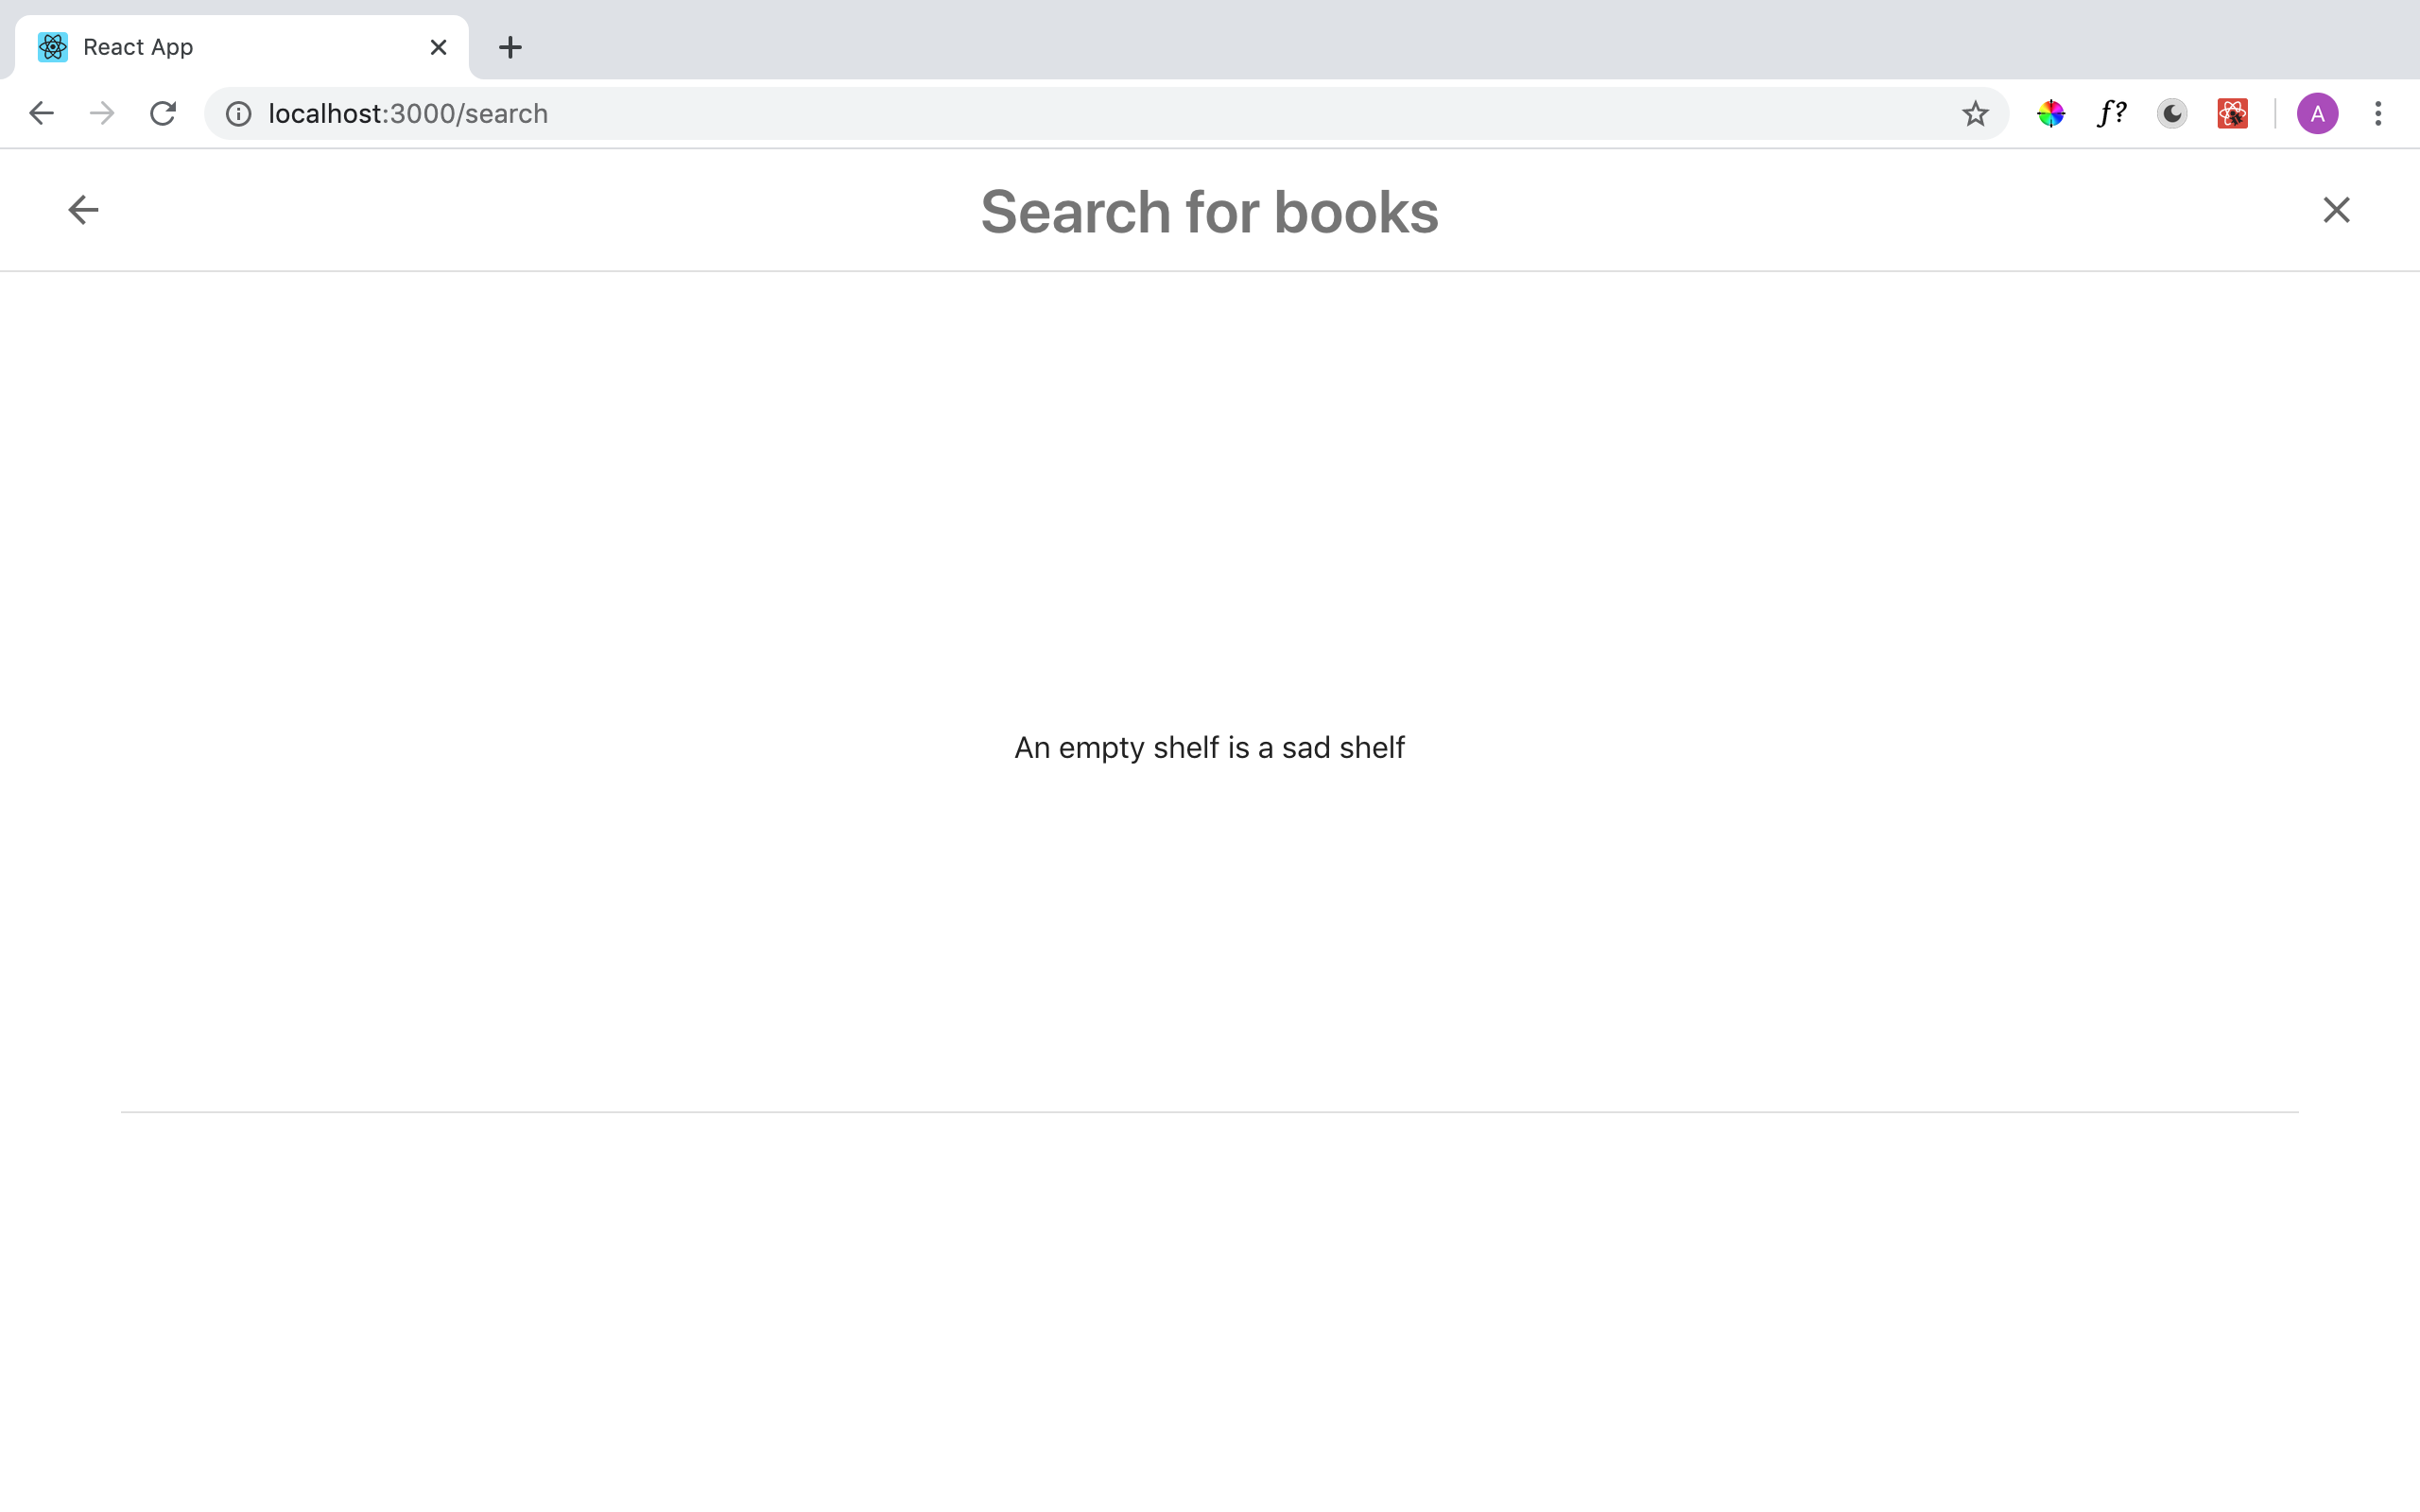 React App
localhost:3000/search
f?
A
Search for books
An empty shelf is a sad shelf